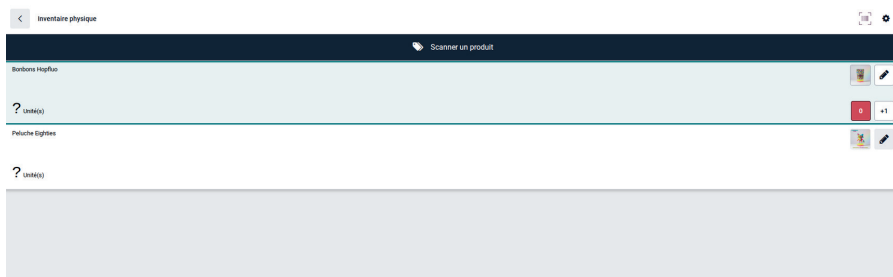 Inventaire physique
Scanner un produit
Bonbons Hopfluo
? Unité(s)
0
+1
Peluche Eighties
? Unité(s)